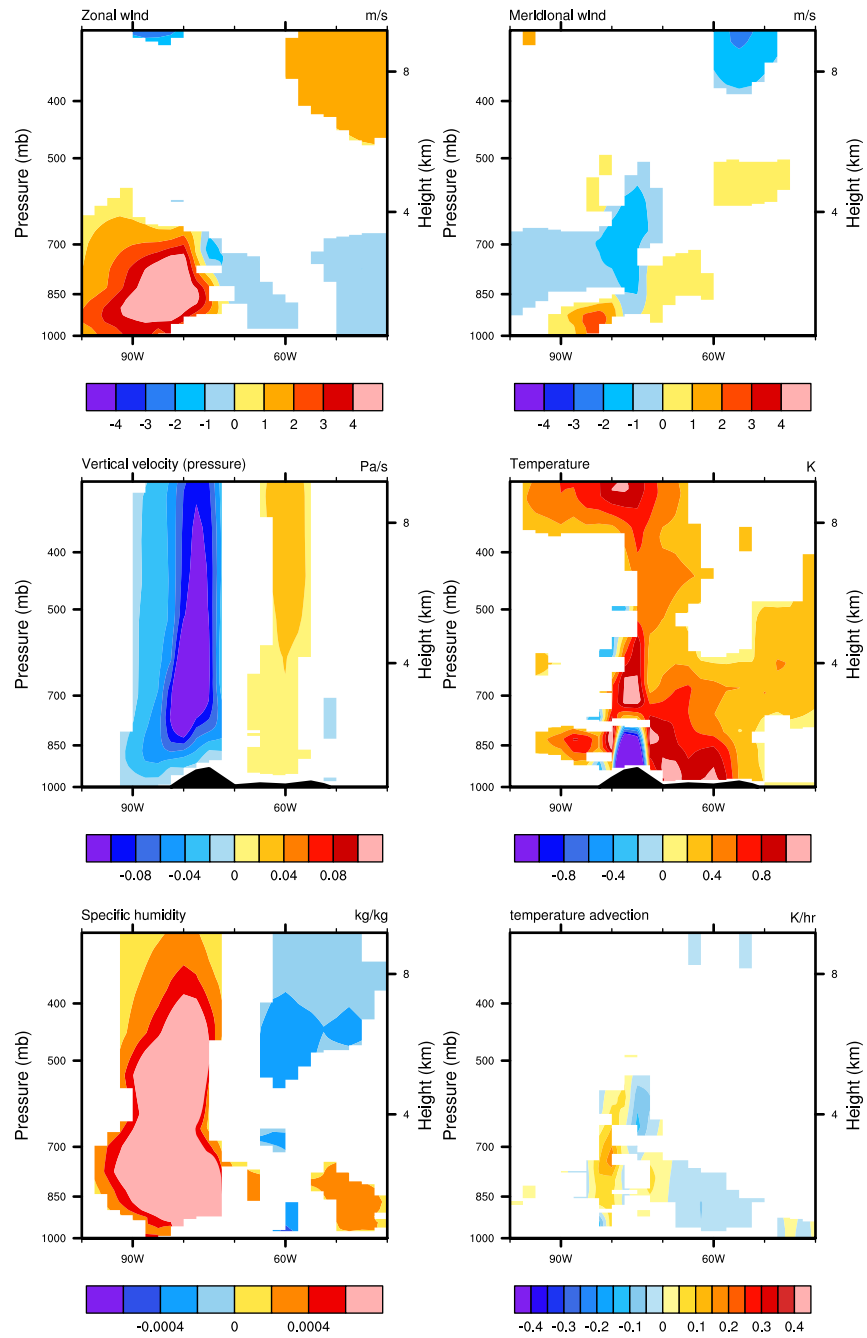 Zonal wind m/s
Pressure (mb)
Height (km)
400
500
700
850
1000
8
4
90W 60W
-4 -3 -2 -1 0 1 2 3 4
Meridional wind m/s
Pressure (mb)
Height (km)
400
500
700
850
1000
8
4
90W 60W
-4 -3 -2 -1 0 1 2 3 4
Vertical velocity (pressure) Pa/s
Pressure (mb)
Height (km)
400
500
700
850
1000
8
4
90W 60W
-0.08 -0.04 0 0.04 0.08
Temperature K
Pressure (mb)
Height (km)
400
500
700
850
1000
8
4
90W 60W
-0.8 -0.4 0 0.4 0.8
Specific humidity kg/kg
Pressure (mb)
Height (km)
400
500
700
850
1000
8
4
90W 60W
-0.0004 0 0.0004
temperature advection K/hr
Pressure (mb)
Height (km)
400
500
700
850
1000
8
4
90W 60W
-0.4 -0.3 -0.2 -0.1 0 0.1 0.2 0.3 0.4